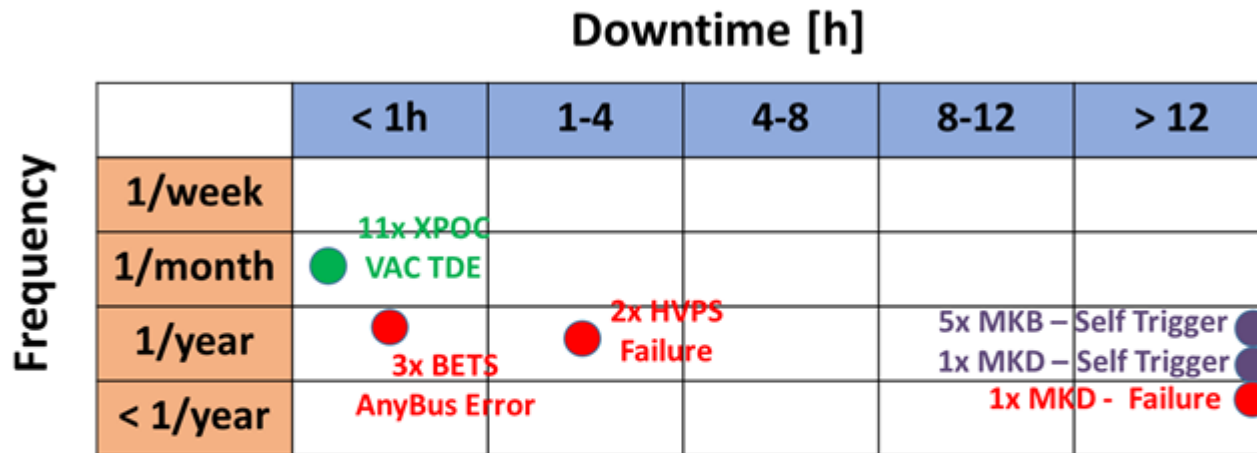 Downtime [h]
Frequency
< 1h 1-4 4-8 8-12 > 12
1/week
11x XPOC
VAC TDE
1/month
1/year
2x HVPS
Failure
5x MKB – Self Trigger
1x MKD – Self Trigger
3x BETS
AnyBus Error
< 1/year
1x MKD - Failure